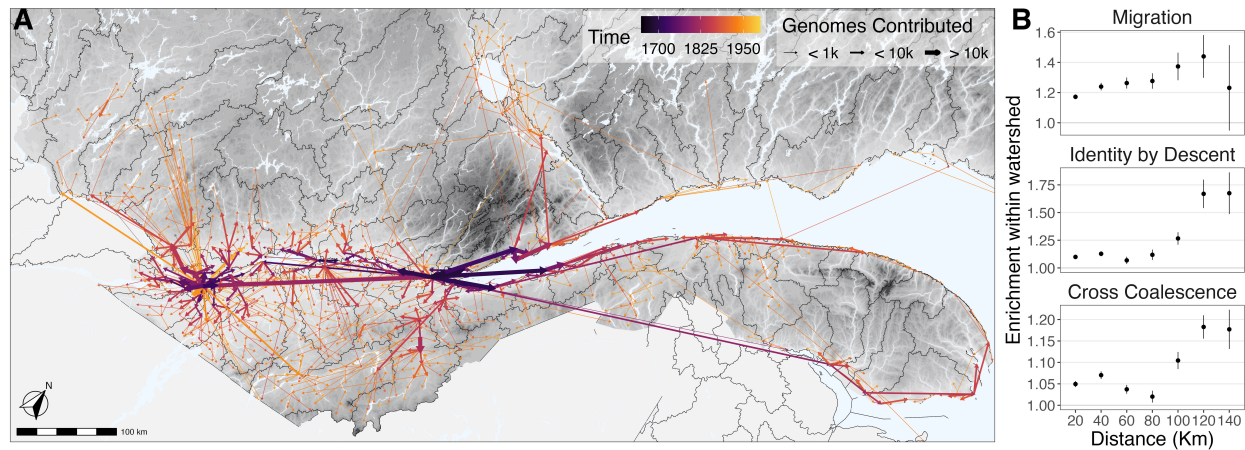 A
Time
1700 1825 1950
Genomes Contributed
< 1k < 10k > 10k
N
100 km
B
Migration
1.6
1.4
1.2
1.0
Identity by Descent
1.75
1.50
1.25
1.00
Cross Coalescence
1.20
1.15
1.10
1.05
1.00
20 40 60 80 100 120 140
Distance (Km)
Enrichment within watershed